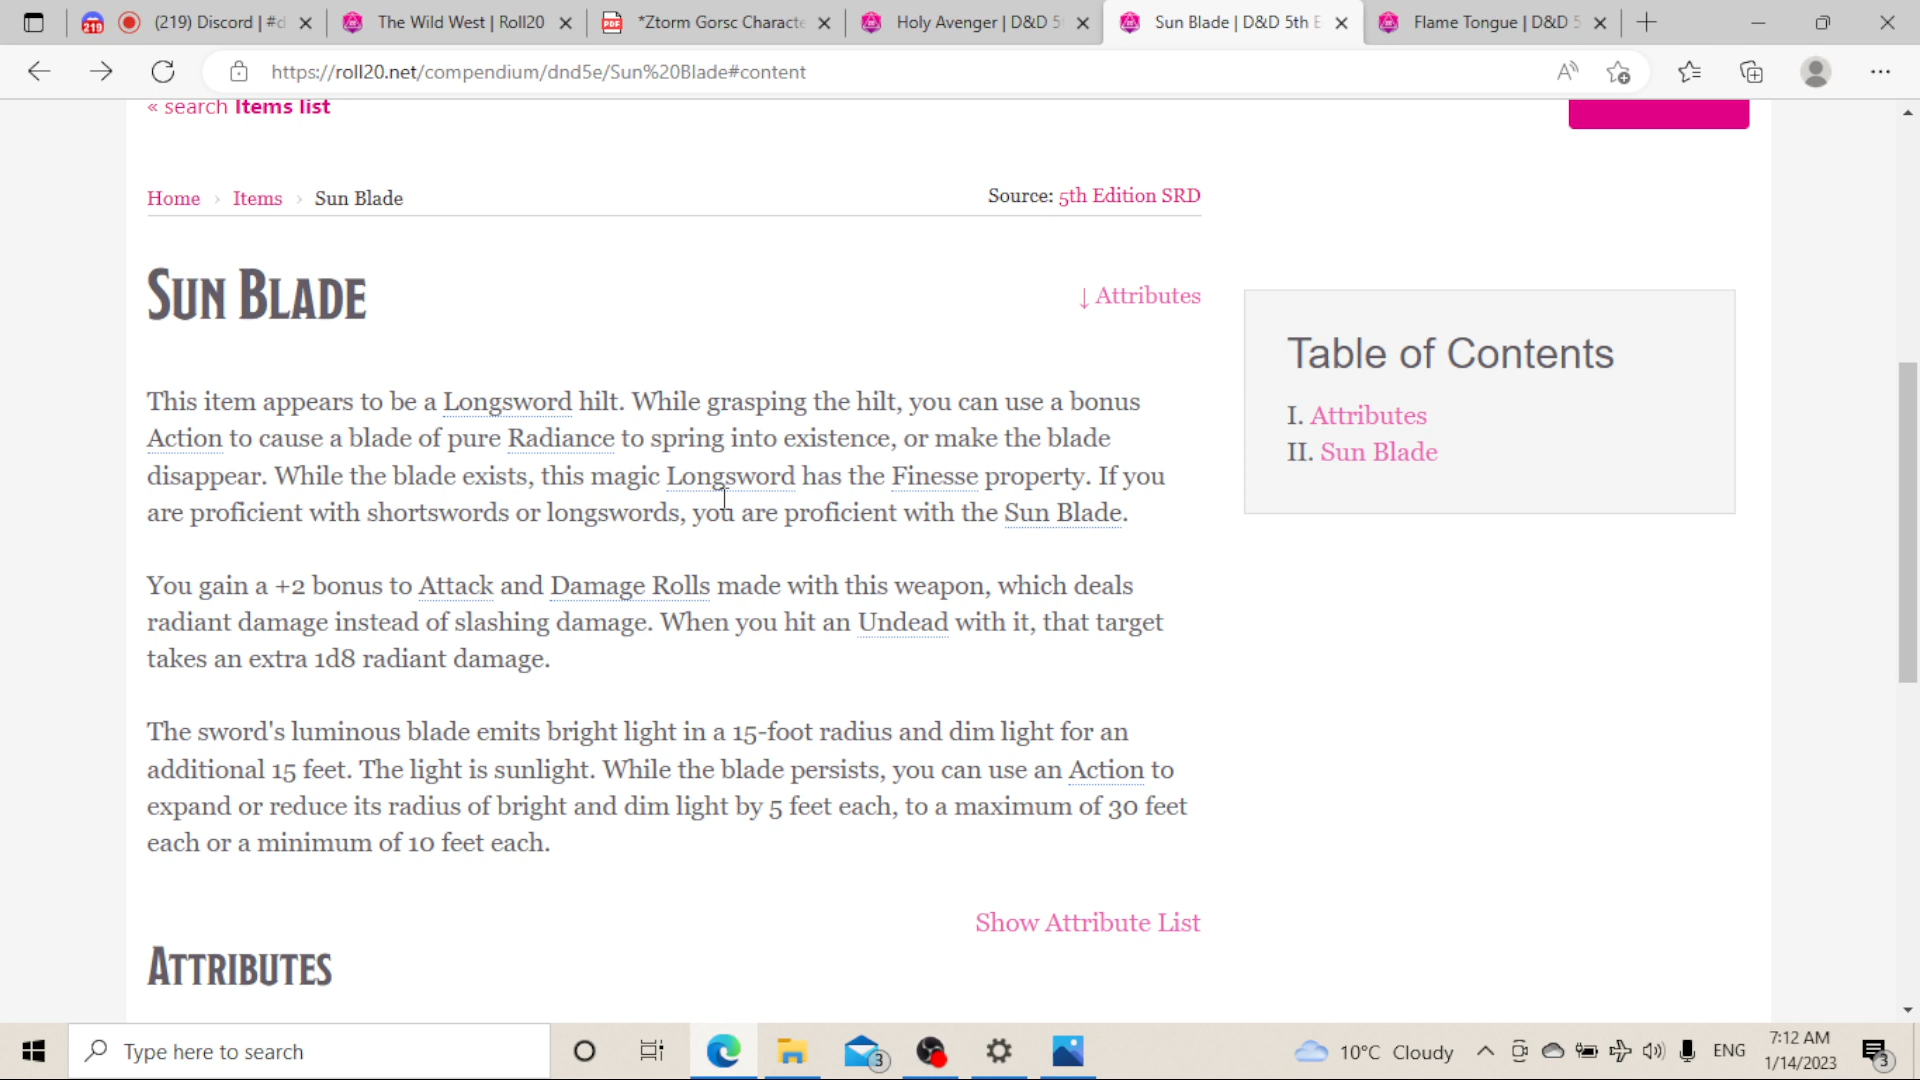 219
(219) Discord | #d
The Wild West | Roll20
*Ztorm Gorsc Characte
Holy Avenger | D&D 5
Sun Blade | D&D 5th E
Flame Tongue | D&D 5
https://roll20.net/compendium/dnd5e/Sun%20Blade#content
« search Items list
Home › Items › Sun Blade
Source: 5th Edition SRD
SUN BLADE
↓ Attributes
This item appears to be a Longsword hilt. While grasping the hilt, you can use a bonus
Action to cause a blade of pure Radiance to spring into existence, or make the blade
disappear. While the blade exists, this magic Longsword has the Finesse property. If you
are proficient with shortswords or longswords, you are proficient with the Sun Blade.
You gain a +2 bonus to Attack and Damage Rolls made with this weapon, which deals
radiant damage instead of slashing damage. When you hit an Undead with it, that target
takes an extra 1d8 radiant damage.
The sword's luminous blade emits bright light in a 15-foot radius and dim light for an
additional 15 feet. The light is sunlight. While the blade persists, you can use an Action to
expand or reduce its radius of bright and dim light by 5 feet each, to a maximum of 30 feet
each or a minimum of 10 feet each.
Show Attribute List
ATTRIBUTES
Table of Contents
I. Attributes
II. Sun Blade
Type here to search
3
10°C Cloudy
ENG
7:12 AM
1/14/2023
3